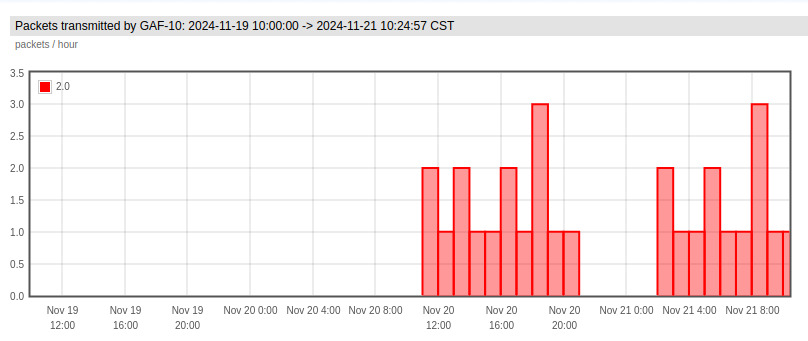 Packets transmitted by GAF-10: 2024-11-19 10:00:00 -> 2024-11-21 10:24:57 CST
packets / hour
3.5
2.0
3.0
2.5
2.0
1.5
1.0
0.5
0.0
Nov 19 12:00
Nov 19 16:00
Nov 19 20:00
Nov 20 0:00
Nov 20 4:00
Nov 20 8:00
Nov 20 12:00
Nov 20 16:00
Nov 20 20:00
Nov 21 0:00
Nov 21 4:00
Nov 21 8:00